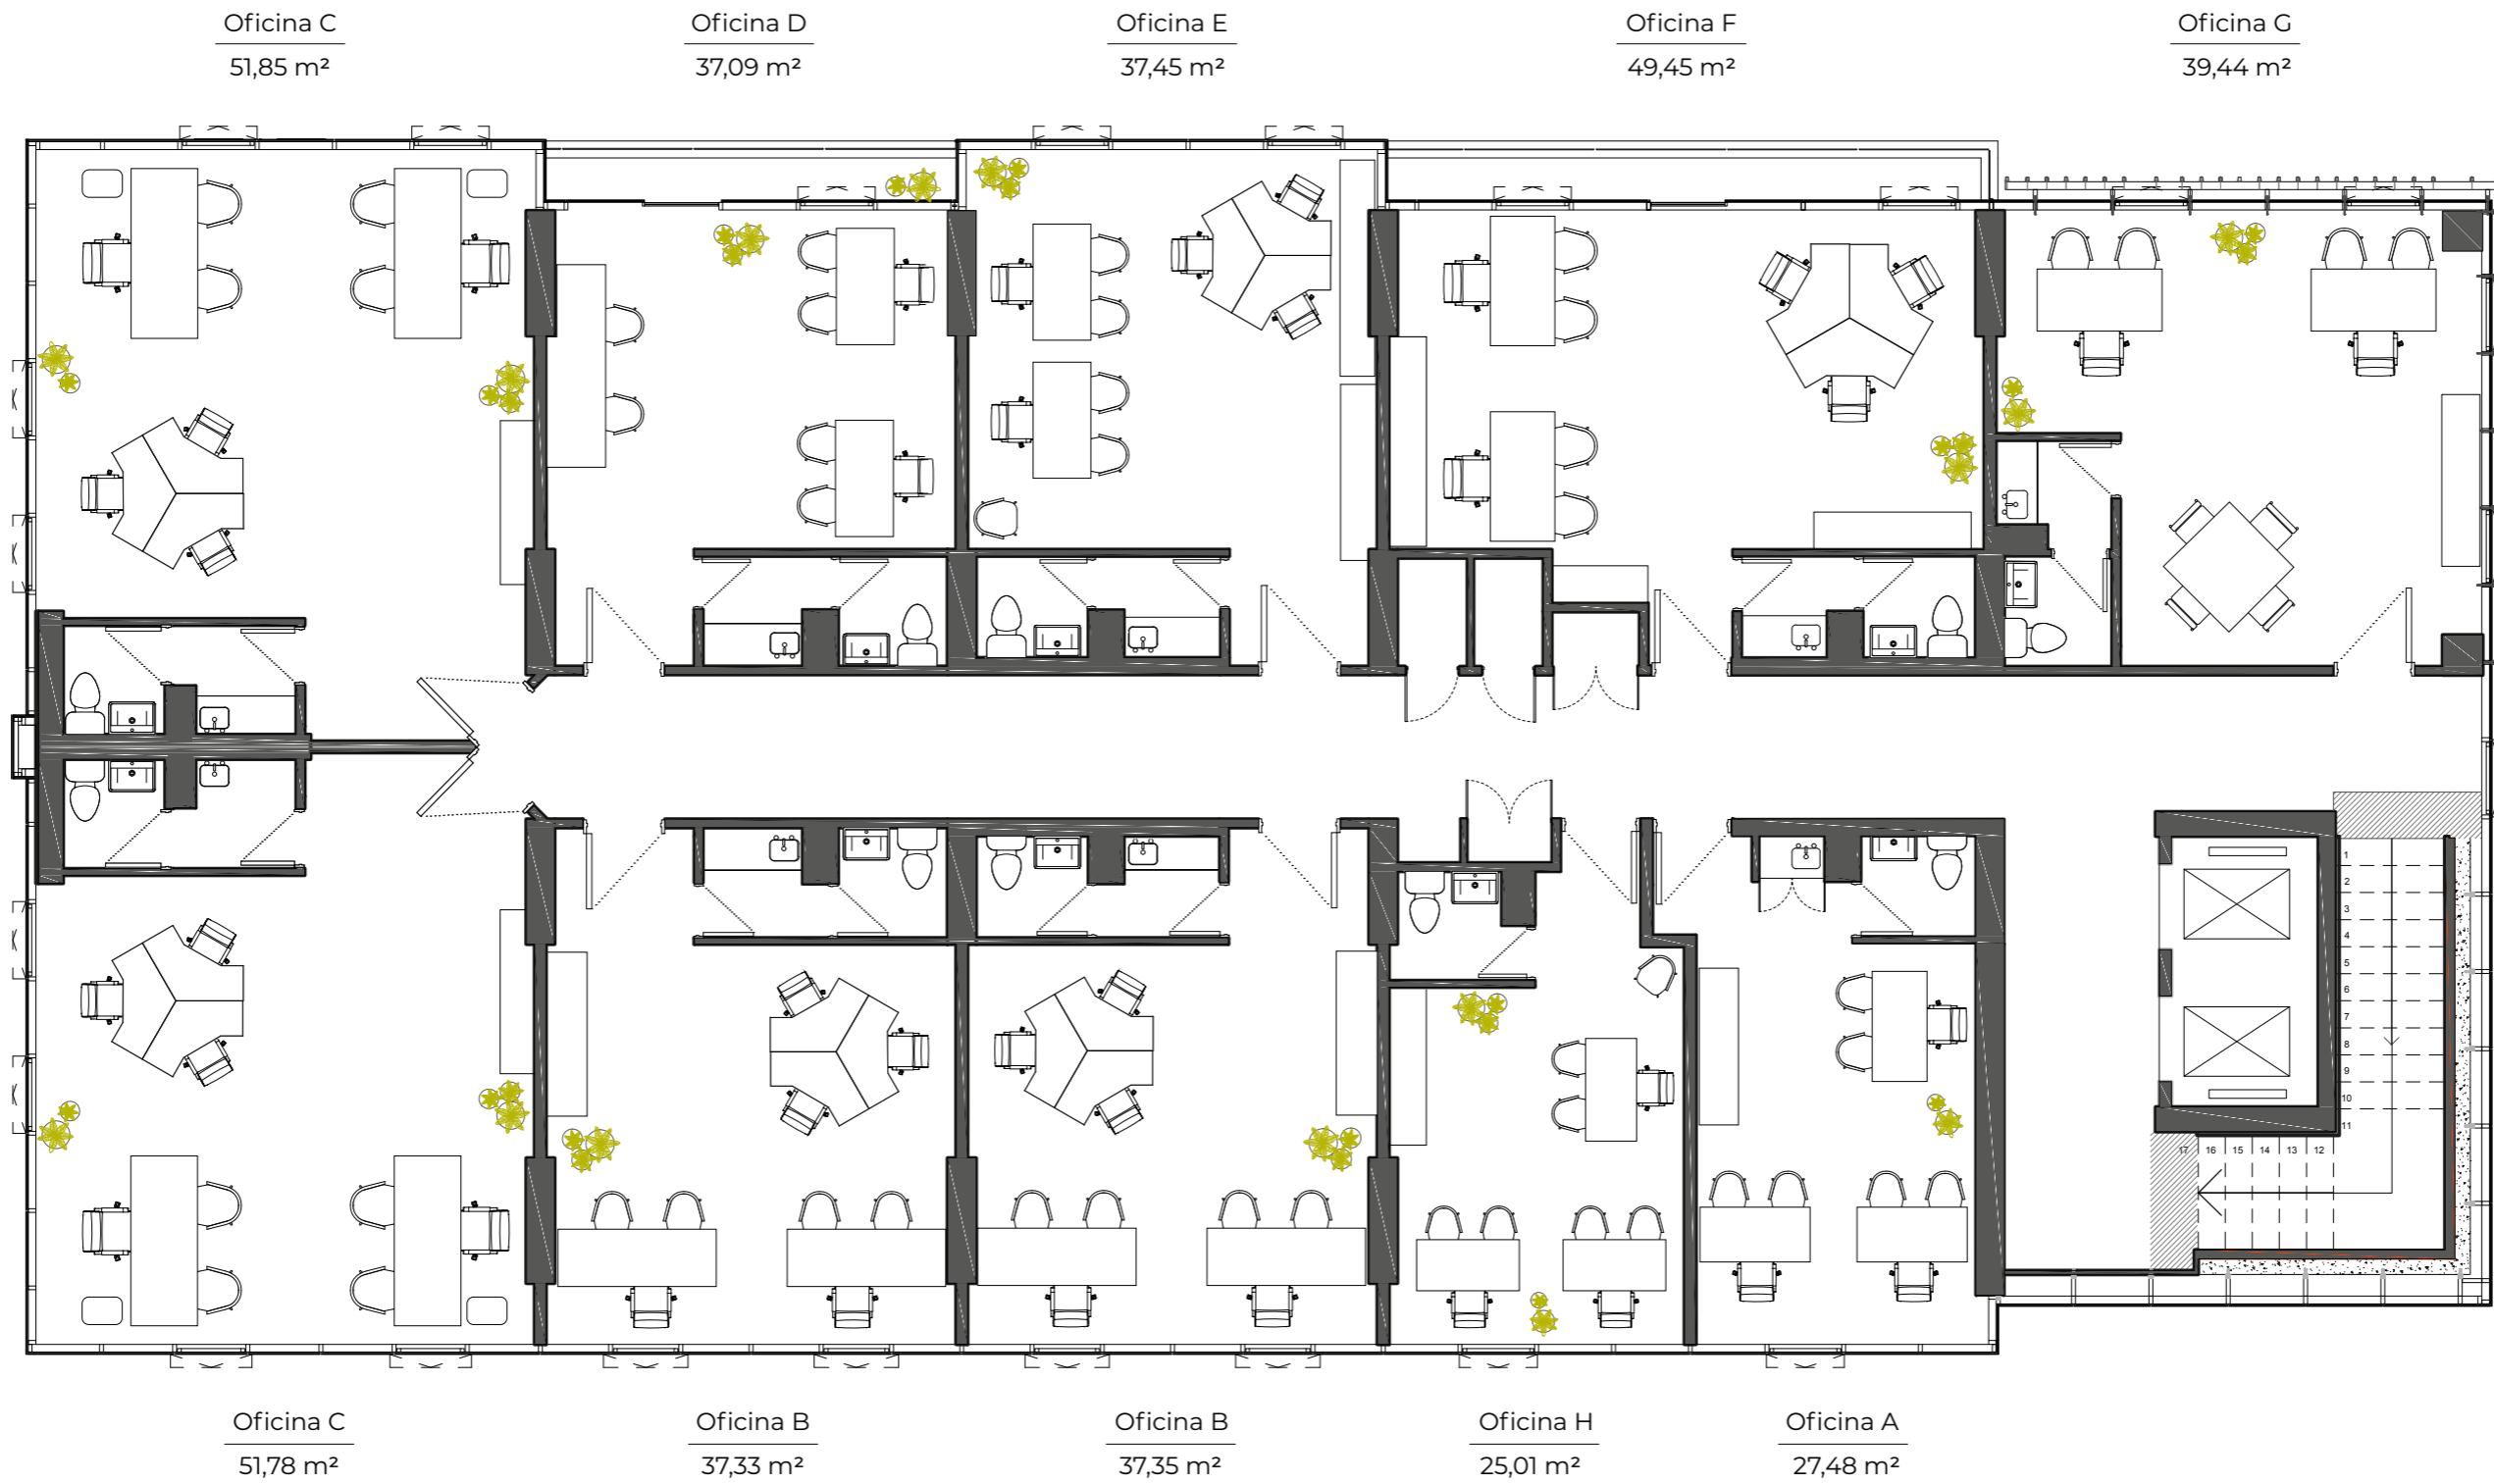 Oficina C
51,85 m²
Oficina D
37,09 m²
Oficina E
37,45 m²
Oficina F
49,45 m²
Oficina G
39,44 m²
1
2
3
4
5
6
7
8
9
10
11
17 16 15 14 13 12
Oficina C
51,78 m²
Oficina B
37,33 m²
Oficina B
37,35 m²
Oficina H
25,01 m²
Oficina A
27,48 m²